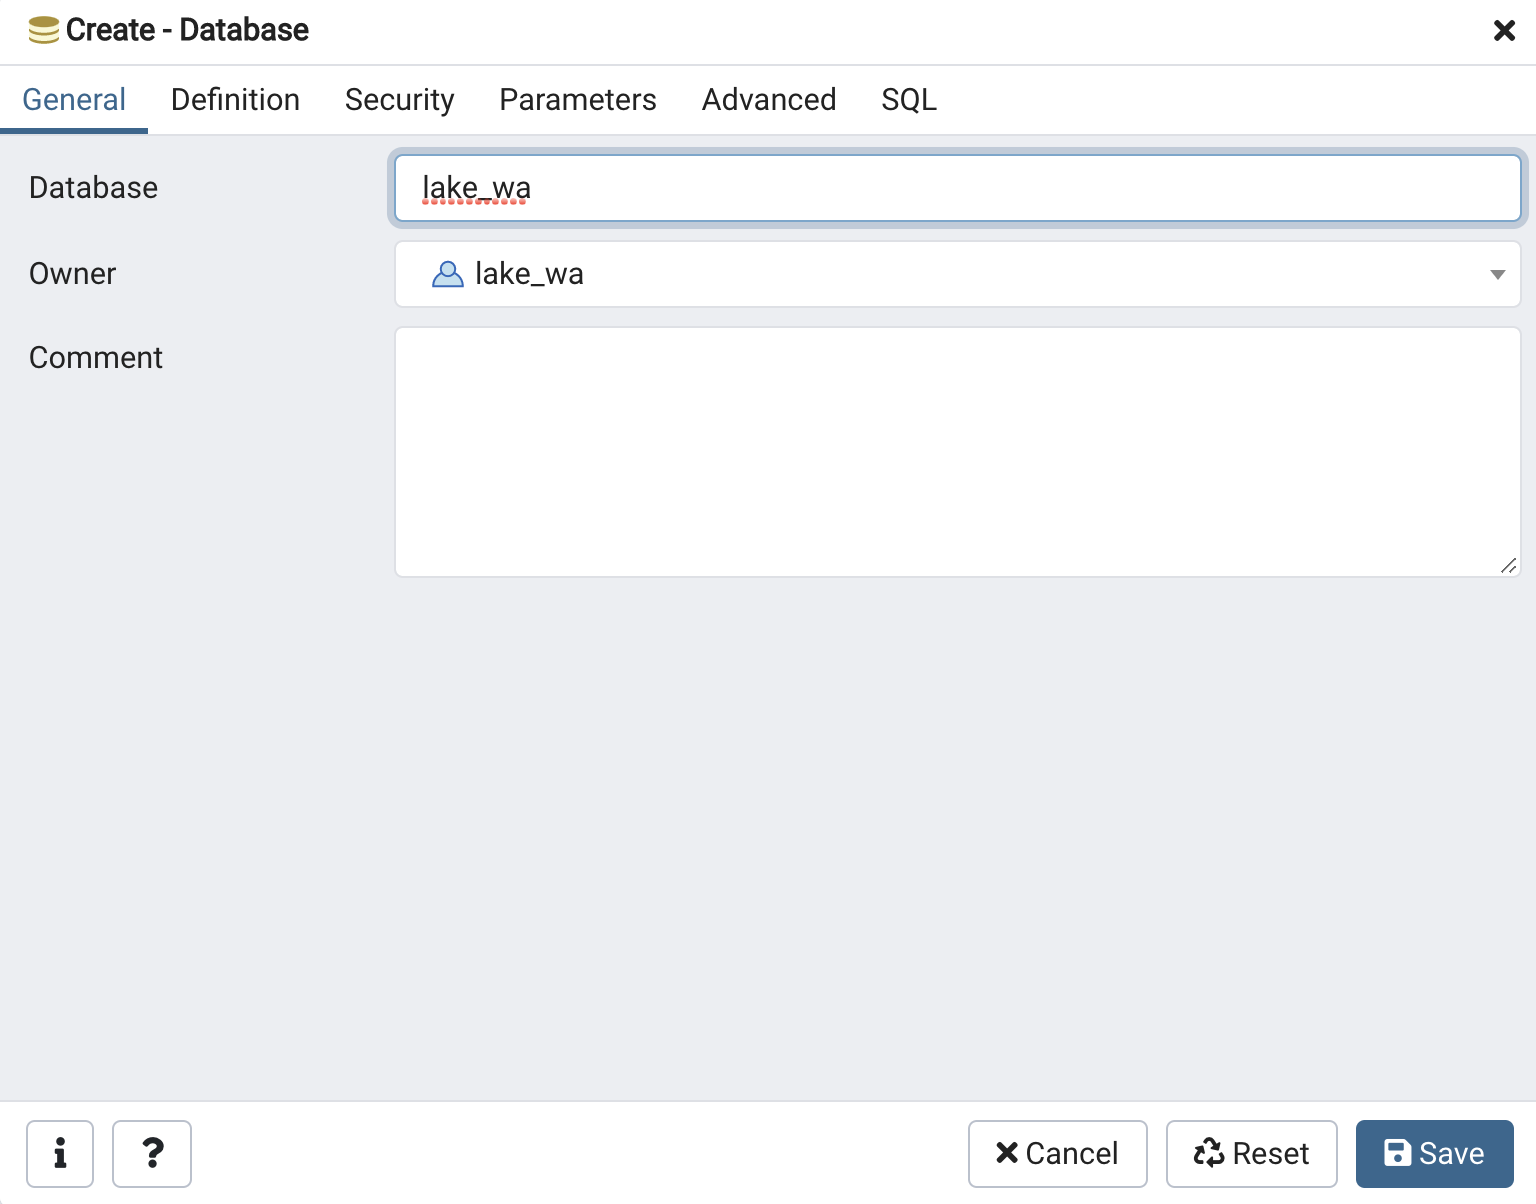 Create - Database
General Definition Security Parameters Advanced SQL
Database lake_wa
Owner lake_wa
Comment
i ? Cancel Reset Save